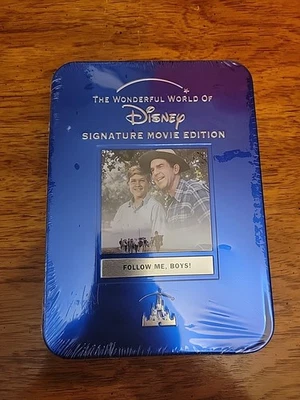 THE WONDERFUL WORLD OF
DISNEY
SIGNATURE MOVIE EDITION
FOLLOW ME, BOYS!